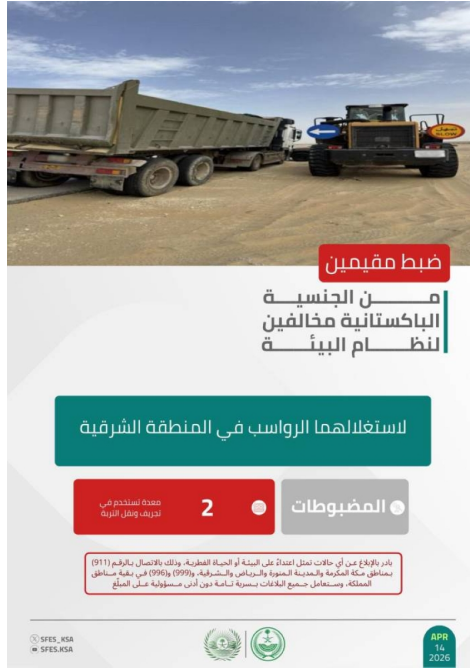 تمهل
SLOW
ضبط مقيمين
من الجنسية
الباكستانية مخالفين
لنظام البيئة
لاستغلالهما الرواسب في المنطقة الشرقية
المضبوطات
2
معدة تستخدم في
تجريف ونقل التربة
بادر بالإبلاغ عن أي حالات تمثل اعتداءً على البيئة أو الحياة الفطرية، وذلك بالاتصال بالرقم (911)
بمناطق مكة المكرمة والمدينة المنورة والرياض والشرقية، و(999) و(996) في بقية مناطق
المملكة، وستعامل جميع البلاغات بسرية تامة دون أدنى مسؤولية على المبلّغ
SFES_KSA
SFES.KSA
APR
14
2026